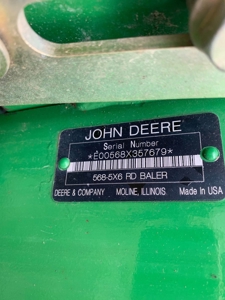 JOHN DEERE
Serial Number
*E00568X357679*
568-5X6 RD BALER
DEERE & COMPANY MOLINE, ILLINOIS Made in USA